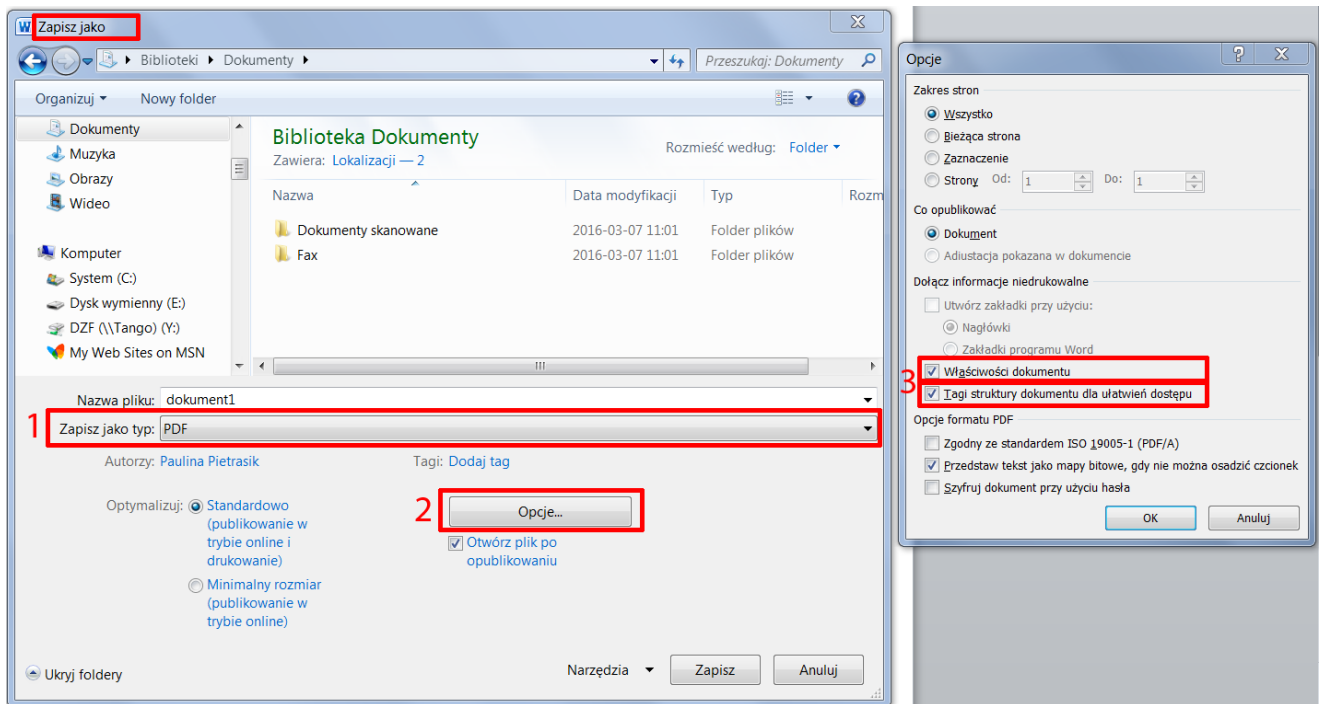 Zapisz jako
Biblioteki Dokumenty
Przeszukaj: Dokumenty
Organizuj Nowy folder
Dokumenty
Muzyka
Obrazy
Wideo
Komputer
System (C:)
Dysk wymienny (E:)
DZF (\\Tango) (Y:)
My Web Sites on MSN
Biblioteka Dokumenty
Zawiera: Lokalizacji — 2
Rozmieść według: Folder
Nazwa Data modyfikacji Typ Rozm
Dokumenty skanowane 2016-03-07 11:01 Folder plików
Fax 2016-03-07 11:01 Folder plików
Nazwa pliku: dokument1
1 Zapisz jako typ: PDF
Autorzy: Paulina Pietrasik Tagi: Dodaj tag
Optymalizuj: Standardowo
(publikowanie w
trybie online i
drukowanie)
Minimalny rozmiar
(publikowanie w
trybie online)
2 Opcje...
Otwórz plik po
opublikowaniu
Ukryj foldery
Narzędzia Zapisz Anuluj
Opcje
Zakres stron
Wszystko
Bieżąca strona
Zaznaczenie
Strony Od: 1 Do: 1
Co opublikować
Dokument
Adiustacja pokazana w dokumencie
Dołącz informacje niedrukowalne
Utwórz zakładki przy użyciu:
Nagłówki
Zakładki programu Word
3
Właściwości dokumentu
Tagi struktury dokumentu dla ułatwień dostępu
Opcje formatu PDF
Zgodny ze standardem ISO 19005-1 (PDF/A)
Przedstaw tekst jako mapy bitowe, gdy nie można osadzić czcionek
Szyfruj dokument przy użyciu hasła
OK Anuluj